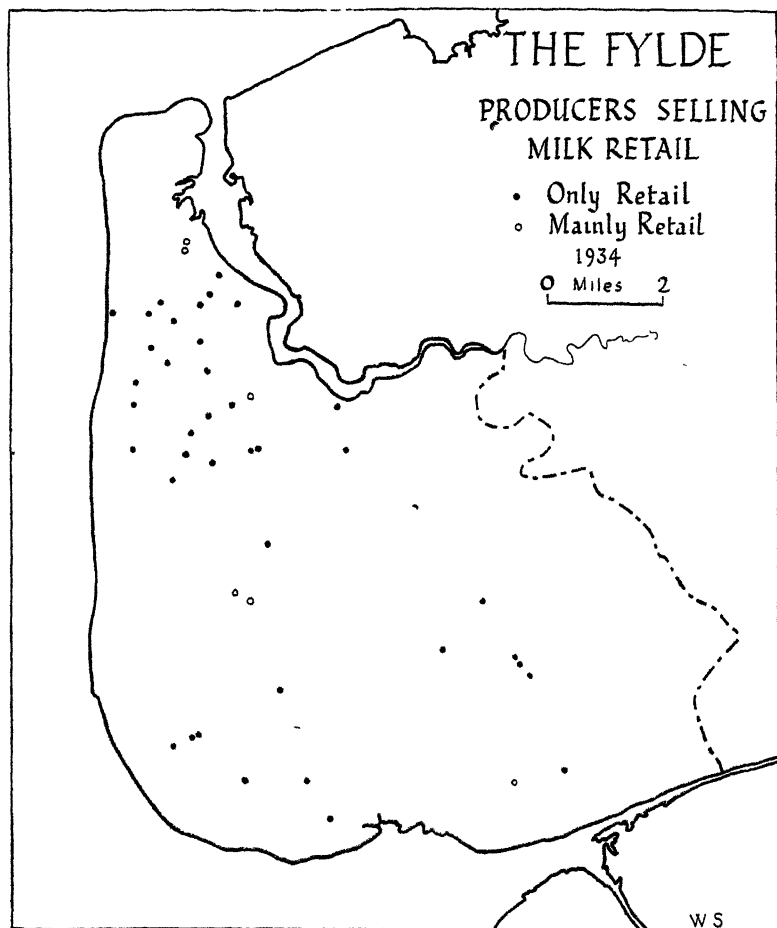 THE FYLDE
PRODUCERS SELLING
MILK RETAIL
Only Retail
Mainly Retail
1934
0 Miles 2
W S